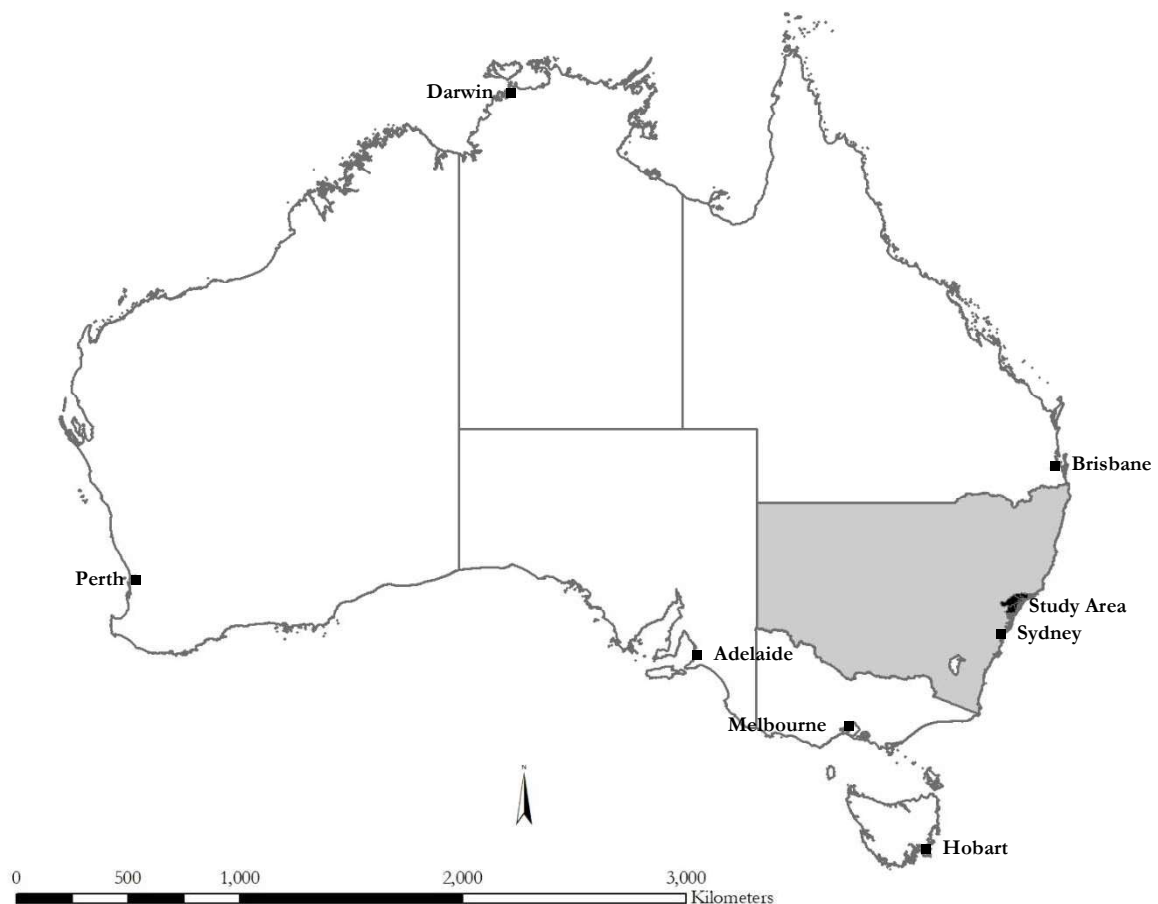 Darwin
Brisbane
Perth
Study Area
Sydney
Adelaide
Melbourne
N
Hobart
0 500 1,000 2,000 3,000
Kilometers